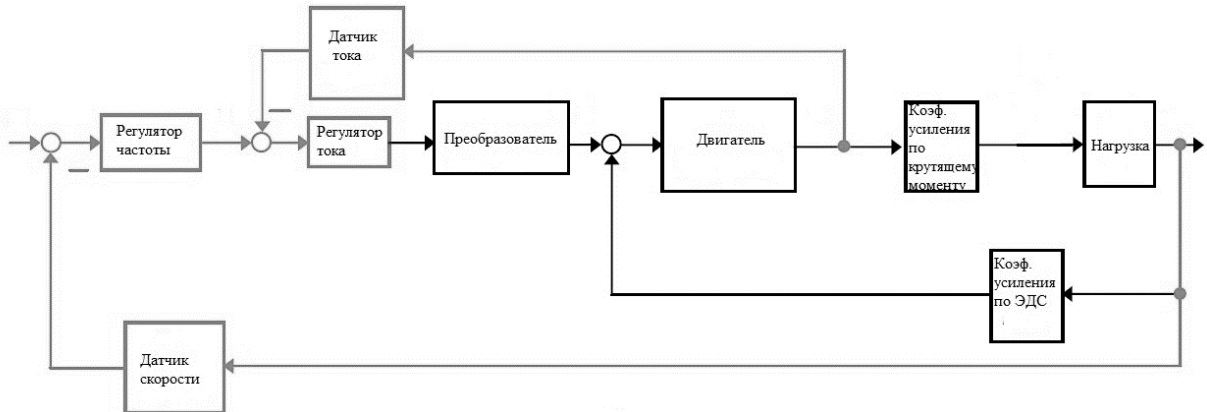 Датчик
тока
Регулятор
частоты
Регулятор
тока
Преобразователь
Двигатель
Коэф.
усиления
по
крутящему
моменту
Нагрузка
Коэф.
усиления
по ЭДС
Датчик
скорости